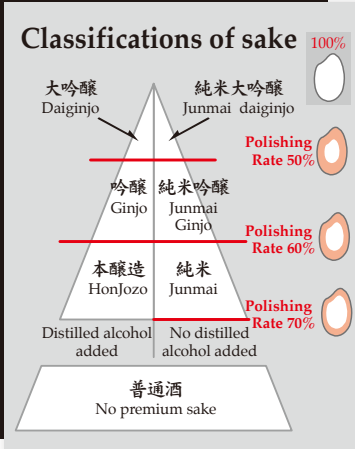 Classifications of sake
100%
大吟醸
Daiginjo
純米大吟醸
Junmai daiginjo
Polishing
Rate 50%
吟醸
Ginjo
純米吟醸
Junmai
Ginjo
Polishing
Rate 60%
本醸造
HonJozo
純米
Junmai
Polishing
Rate 70%
Distilled alcohol
added
No distilled
alcohol added
普通酒
No premium sake